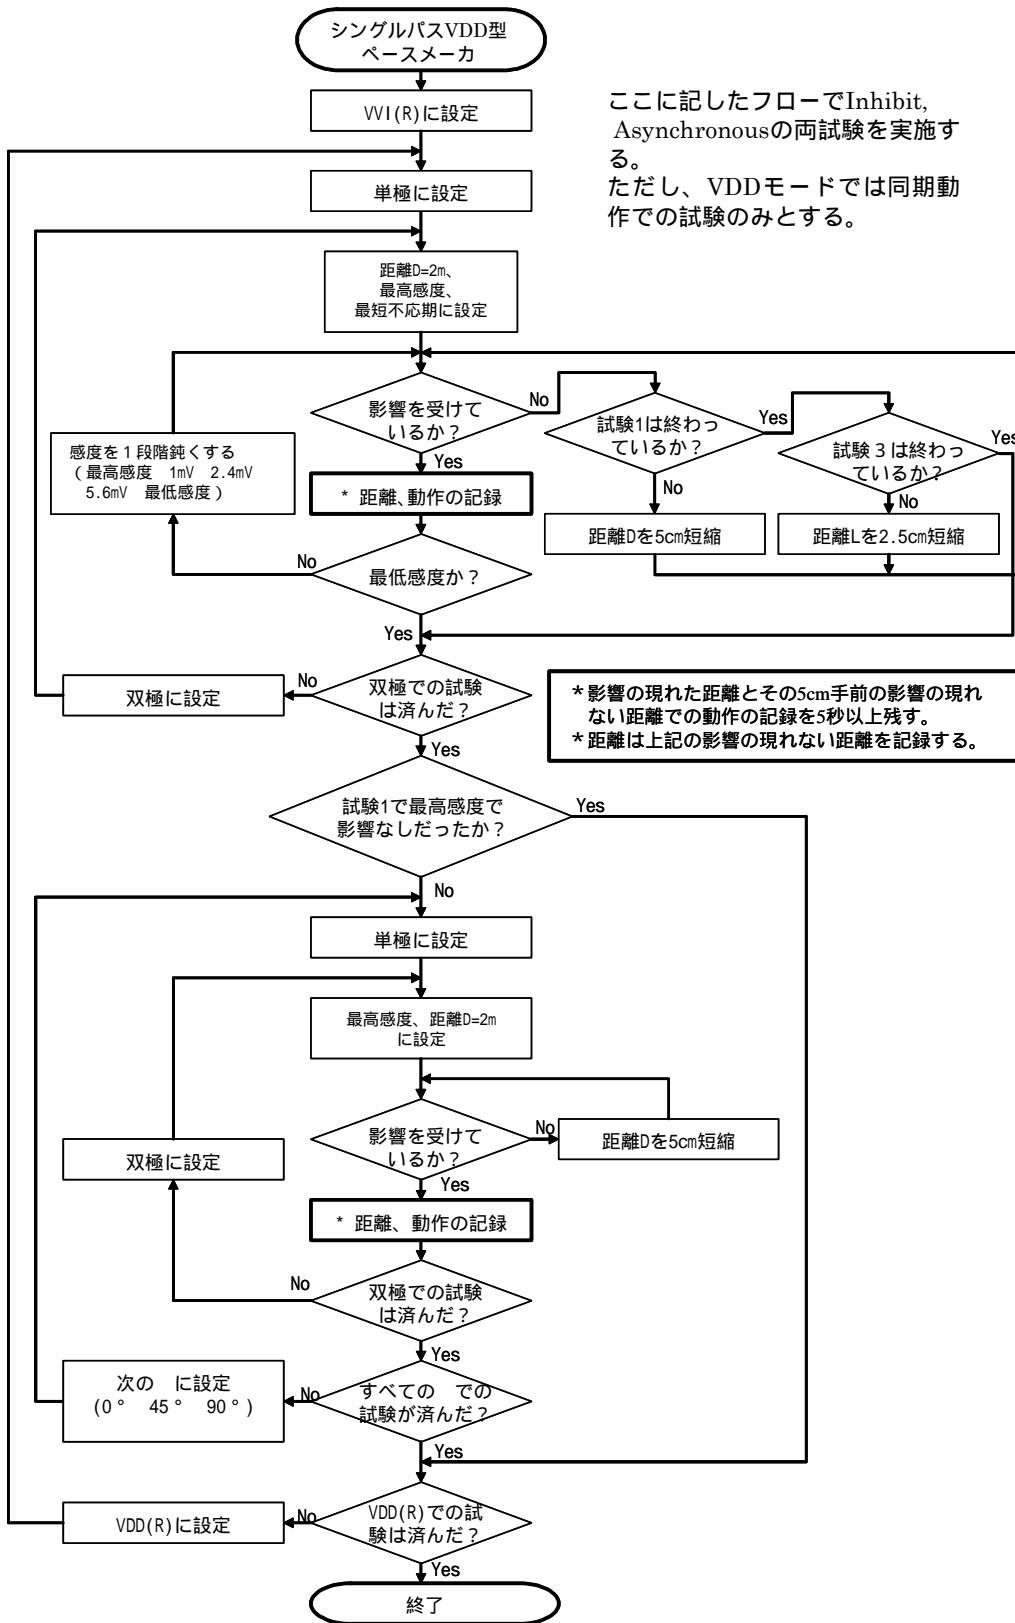 シングルパスVDD型
ペースメーカ
VVI(R)に設定
ここに記したフローでInhibit,
Asynchronousの両試験を実施す
る。
ただし、VDDモードでは同期動
作での試験のみとする。
単極に設定
距離D=2m、
最高感度、
最短不応期に設定
影響を受けて
いるか？
No
Yes
試験1は終わっ
ているか？
Yes
No
試験３は終わっ
ているか？
Yes
No
感度を１段階鈍くする
（最高感度　1mV　2.4mV
5.6mV　最低感度）
* 距離、動作の記録
距離Dを5cm短縮
距離Lを2.5cm短縮
最低感度か？
No
Yes
双極での試験
は済んだ？
No
双極に設定
Yes
*影響の現れた距離とその5cm手前の影響の現れ
ない距離での動作の記録を5秒以上残す。
*距離は上記の影響の現れない距離を記録する。
試験1で最高感度で
影響なしだったか？
Yes
No
単極に設定
最高感度、距離D=2m
に設定
影響を受けて
いるか？
No
距離Dを5cm短縮
双極に設定
Yes
* 距離、動作の記録
双極での試験
は済んだ？
No
Yes
すべての　での
試験が済んだ？
No
次の　に設定
(0°　45°　90°)
Yes
VDD(R)での試
験は済んだ？
No
VDD(R)に設定
Yes
終了